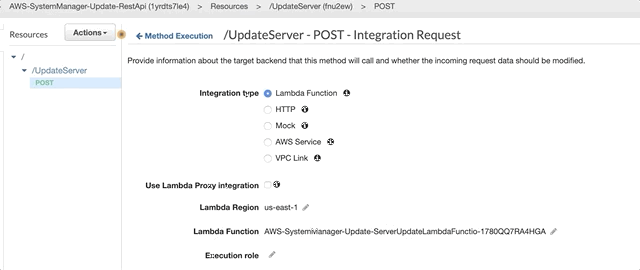 AWS-SystemManager-Update-RestApi (1yrdts7ie4) > Resources > /UpdateServer (fnu2ew) > POST
Resources Actions Method Execution /UpdateServer - POST - Integration Request
Provide information about the target backend that this method will call and whether the incoming request data should be modified.
/
/UpdateServer
POST
Integration type Lambda Function
HTTP
Mock
AWS Service
VPC Link
Use Lambda Proxy integration
Lambda Region us-east-1
Lambda Function AWS-Systemivianager-Update-ServerUpdateLambdaFunctio-1780QQ7RA4HGA
Execution role